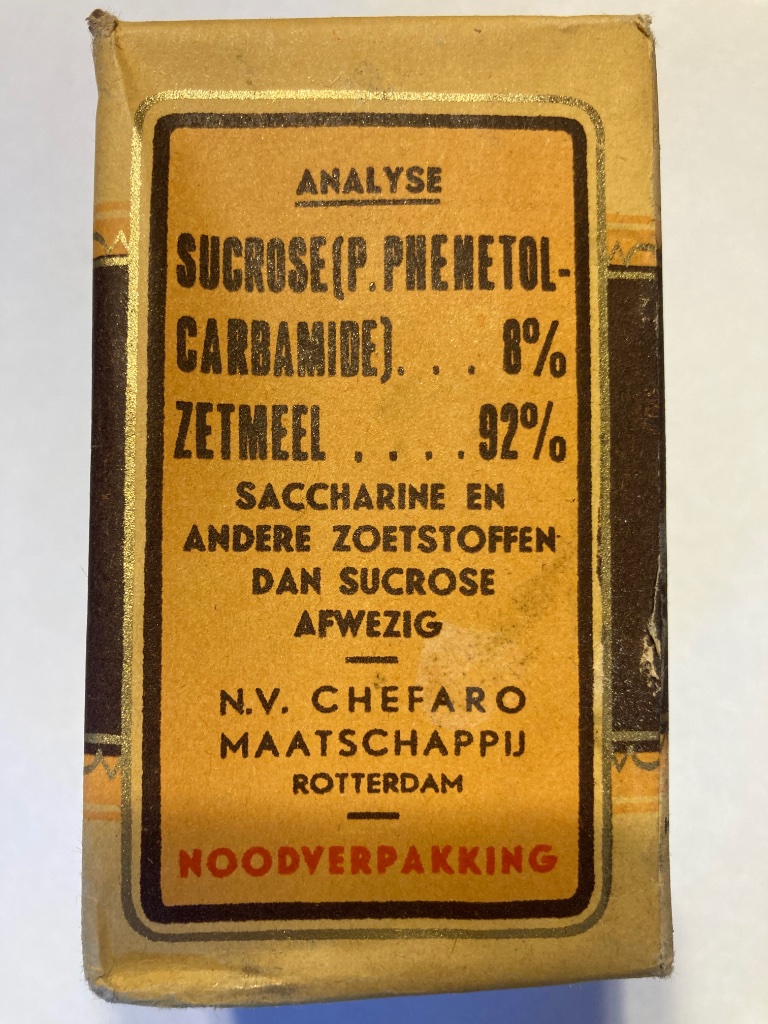 ANALYSE
SUCROSE(P.PHENETOL-
CARBAMIDE). . . 8%
ZETMEEL . . . . 92%
SACCHARINE EN
ANDERE ZOETSTOFFEN
DAN SUCROSE
AFWEZIG
N.V. CHEFARO
MAATSCHAPPIJ
ROTTERDAM
NOODVERPAKKING